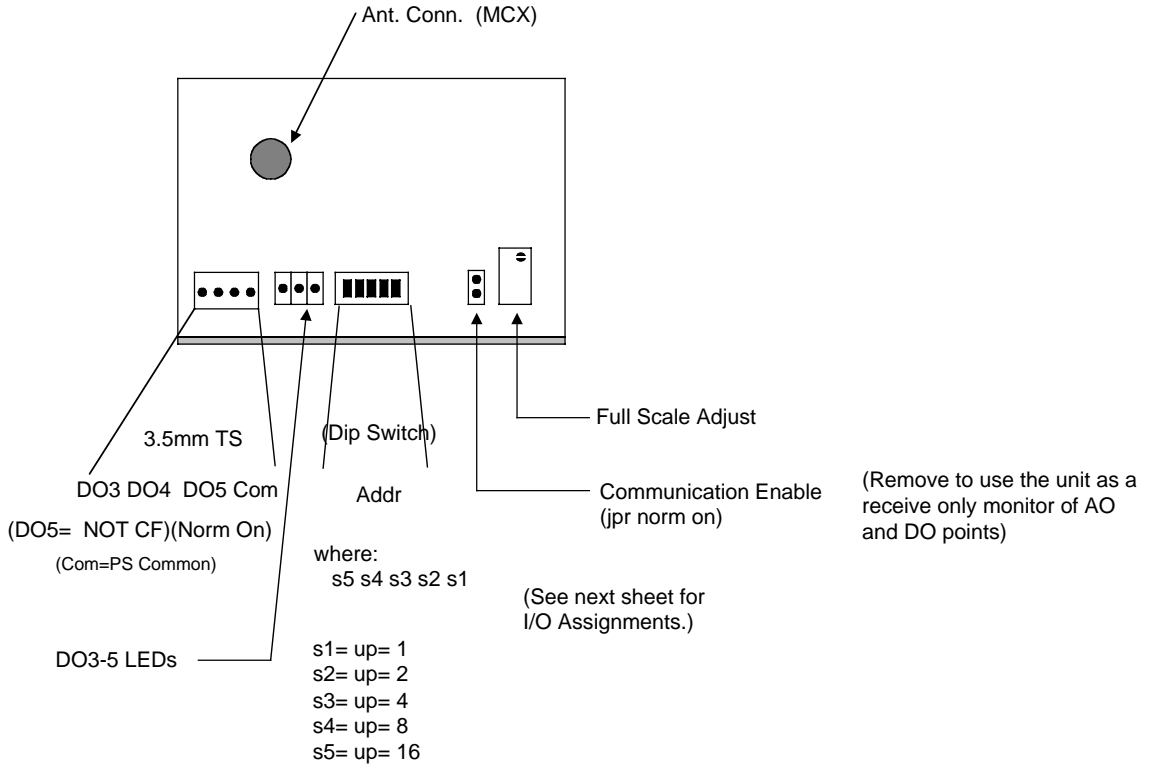 Ant. Conn.  (MCX)
Full Scale Adjust
3.5mm TS
(Dip Switch)
DO3 DO4  DO5 Com
Addr
Communication Enable
(jpr norm on)
(Remove to use the unit as a
receive only monitor of AO
and DO points)
(DO5=  NOT CF)(Norm On)
(Com=PS Common)
where:
s5 s4 s3 s2 s1
(See next sheet for
I/O Assignments.)
DO3-5 LEDs
s1= up= 1
s2= up= 2
s3= up= 4
s4= up= 8
s5= up= 16